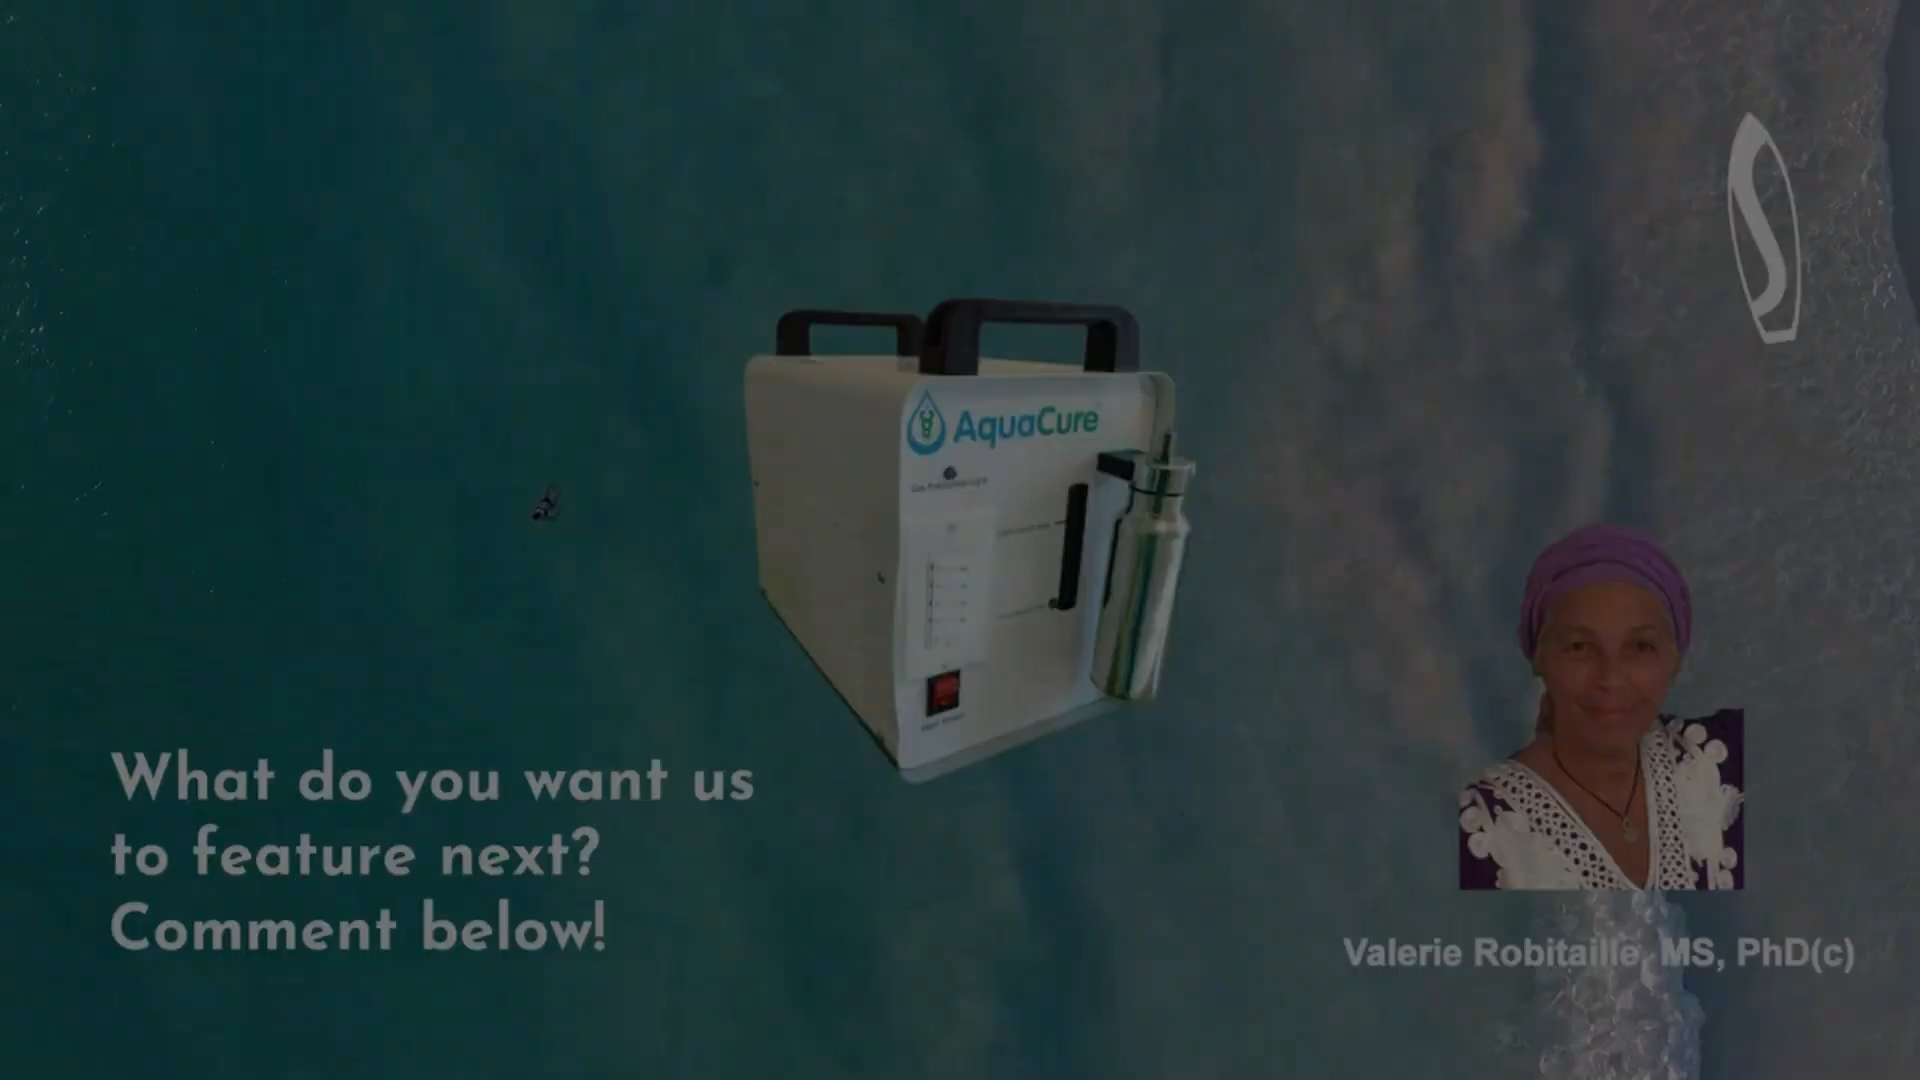 AquaCure
What do you want us
to feature next?
Comment below!
Valerie Robitaille, MS, PhD(c)